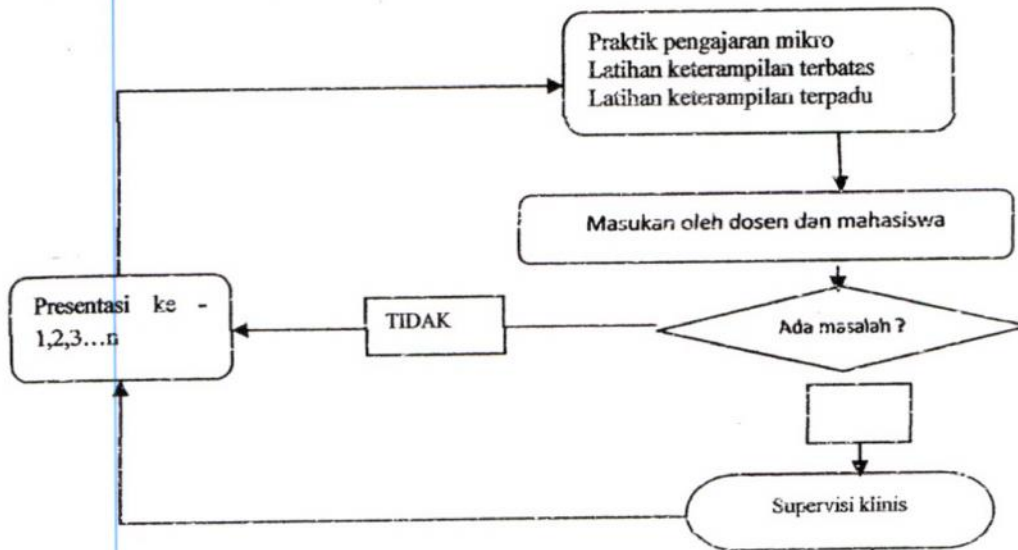 Praktik pengajaran mikro
Latihan keterampilan terbatas
Latihan keterampilan terpadu
Masukan oleh dosen dan mahasiswa
Presentasi ke -
1,2,3...n
TIDAK
Ada masalah ?
Supervisi klinis